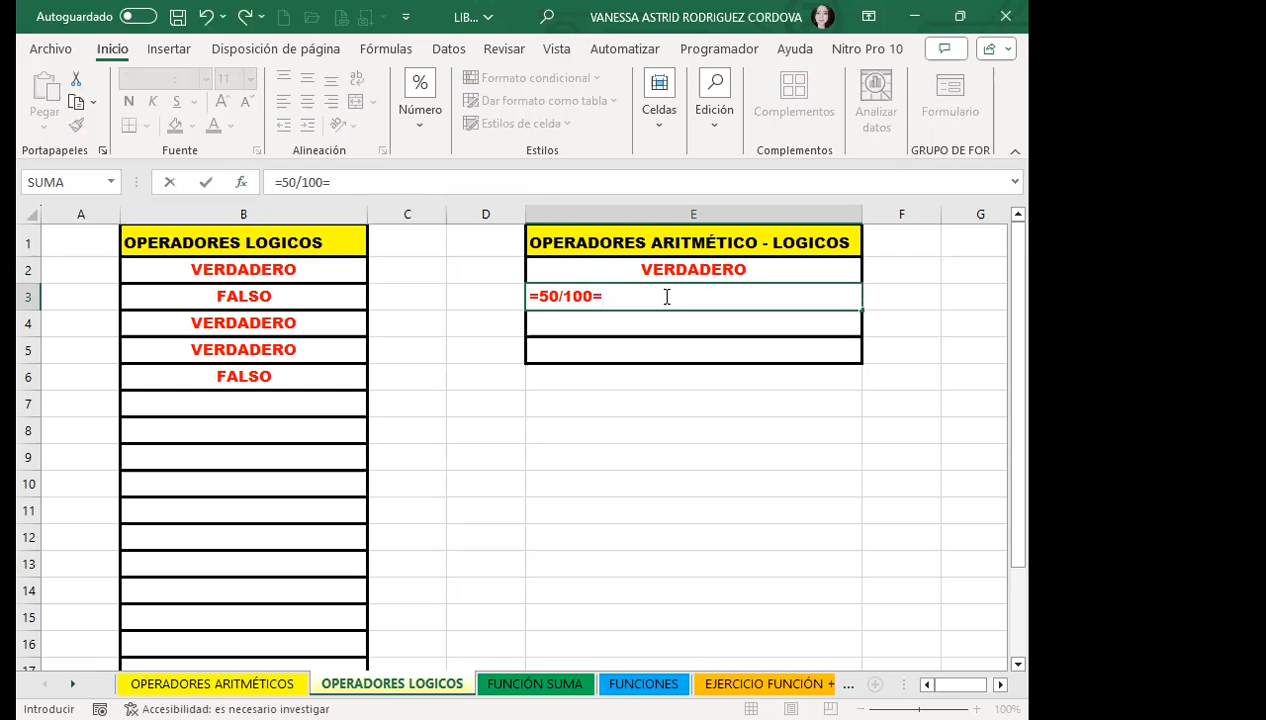 Autoguardado
LIB...
VANESSA ASTRID RODRIGUEZ CORDOVA
Archivo Inicio Insertar Disposición de página Fórmulas Datos Revisar Vista Automatizar Programador Ayuda Nitro Pro 10
Pegar
11
N K S A A
A
ab
%
Número
Formato condicional
Dar formato como tabla
Estilos de celda
Celdas
Edición
Complementos
Analizar datos
Formulario
Portapapeles Fuente Alineación Estilos Complementos GRUPO DE FOR
SUMA fx =50/100=
A B C D E F G
1 OPERADORES LOGICOS OPERADORES ARITMÉTICO - LOGICOS
2 VERDADERO VERDADERO
3 FALSO =50/100=
4 VERDADERO
5 VERDADERO
6 FALSO
7
8
9
10
11
12
13
14
15
16
17
OPERADORES ARITMÉTICOS OPERADORES LOGICOS FUNCIÓN SUMA FUNCIONES EJERCICIO FUNCIÓN + ...
Introducir Accesibilidad: es necesario investigar 100%